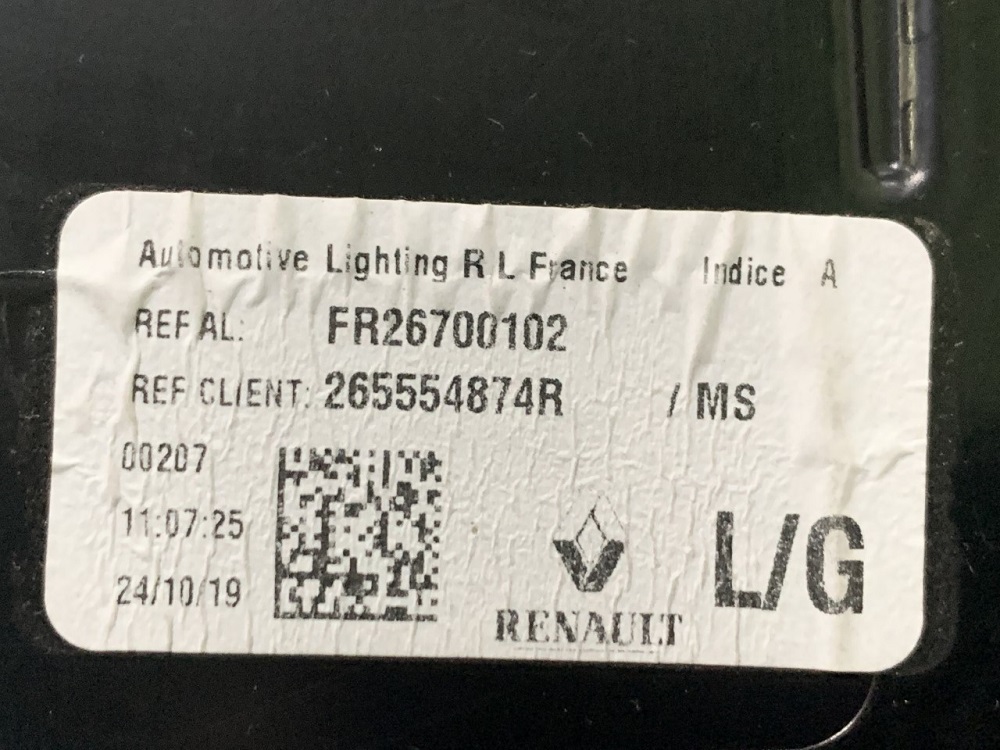 Automotive Lighting R L France Indice A
REF AL: FR26700102
REF CLIENT: 265554874R / MS
00207
11:07:25
24/10/19
L/G
RENAULT